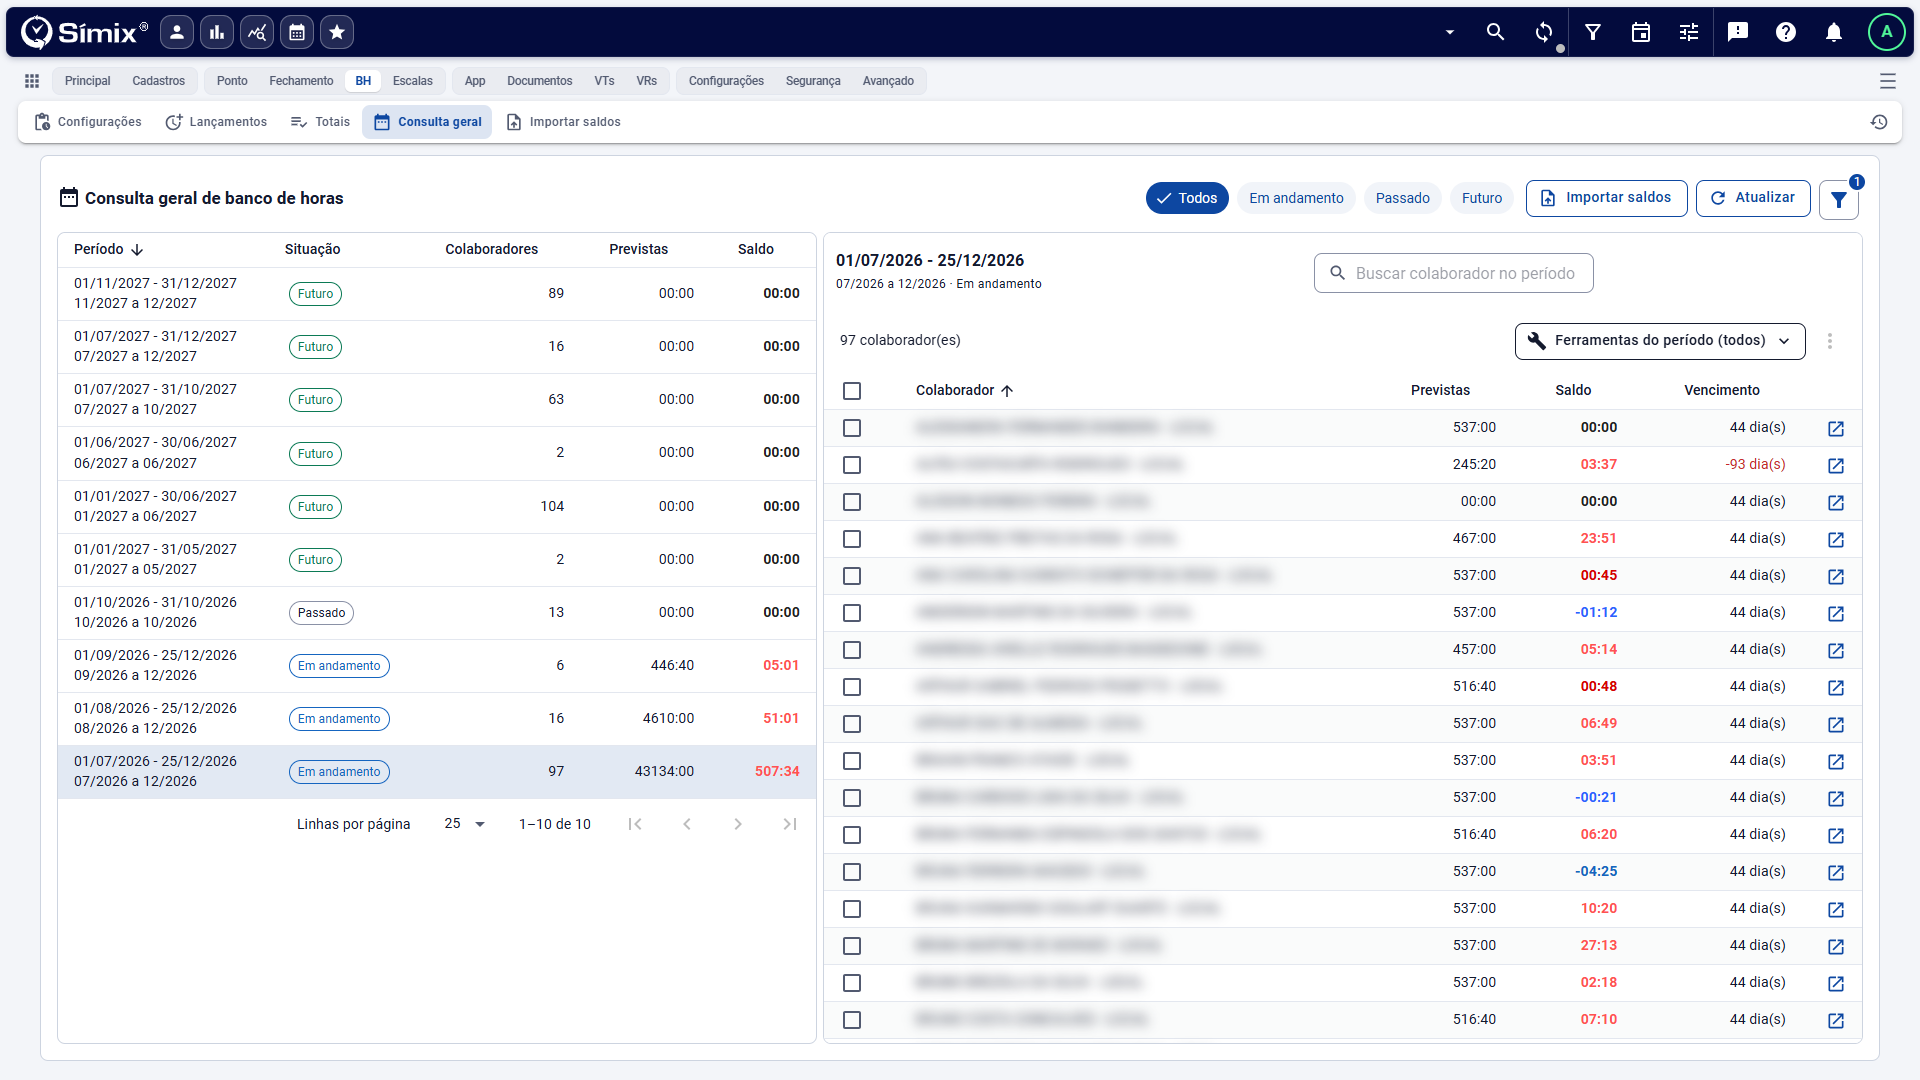 Símix®
A
Principal Cadastros Ponto Fechamento BH Escalas App Documentos VTs VRs Configurações Segurança Avançado
Configurações Lançamentos Totais Consulta geral Importar saldos
Consulta geral de banco de horas
Todos Em andamento Passado Futuro Importar saldos Atualizar 1
Período Situação Colaboradores Previstas Saldo
01/11/2027 - 31/12/2027
11/2027 a 12/2027
Futuro 89 00:00 00:00
01/07/2027 - 31/12/2027
07/2027 a 12/2027
Futuro 16 00:00 00:00
01/07/2027 - 31/10/2027
07/2027 a 10/2027
Futuro 63 00:00 00:00
01/06/2027 - 30/06/2027
06/2027 a 06/2027
Futuro 2 00:00 00:00
01/01/2027 - 30/06/2027
01/2027 a 06/2027
Futuro 104 00:00 00:00
01/01/2027 - 31/05/2027
01/2027 a 05/2027
Futuro 2 00:00 00:00
01/10/2026 - 31/10/2026
10/2026 a 10/2026
Passado 13 00:00 00:00
01/09/2026 - 25/12/2026
09/2026 a 12/2026
Em andamento 6 446:40 05:01
01/08/2026 - 25/12/2026
08/2026 a 12/2026
Em andamento 16 4610:00 51:01
01/07/2026 - 25/12/2026
07/2026 a 12/2026
Em andamento 97 43134:00 507:34
Linhas por página 25 1–10 de 10
01/07/2026 - 25/12/2026
07/2026 a 12/2026 · Em andamento
Buscar colaborador no período
97 colaborador(es)
Ferramentas do período (todos)
Colaborador Previstas Saldo Vencimento
537:00 00:00 44 dia(s)
245:20 03:37 -93 dia(s)
00:00 00:00 44 dia(s)
467:00 23:51 44 dia(s)
537:00 00:45 44 dia(s)
537:00 -01:12 44 dia(s)
457:00 05:14 44 dia(s)
516:40 00:48 44 dia(s)
537:00 06:49 44 dia(s)
537:00 03:51 44 dia(s)
537:00 -00:21 44 dia(s)
516:40 06:20 44 dia(s)
537:00 -04:25 44 dia(s)
537:00 10:20 44 dia(s)
537:00 27:13 44 dia(s)
537:00 02:18 44 dia(s)
516:40 07:10 44 dia(s)